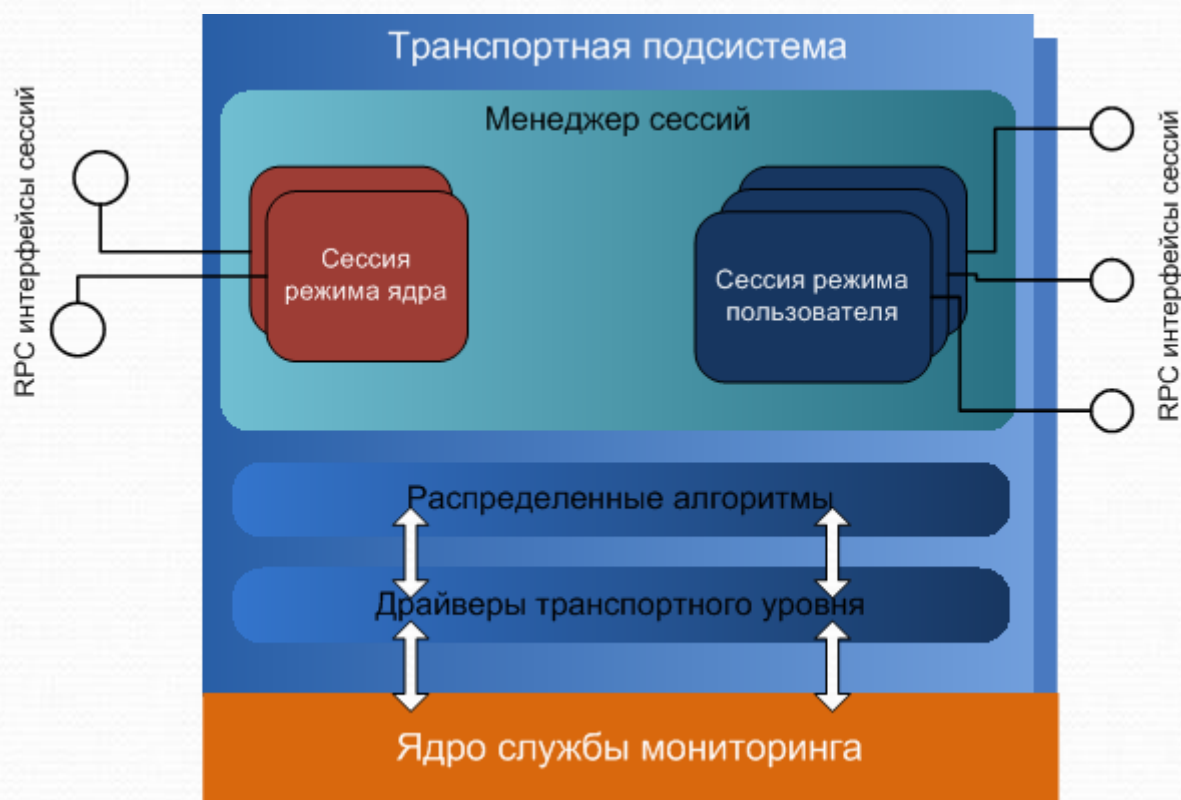 Транспортная подсистема
Менеджер сессий
RPC интерфейсы сессий
Сессия
режима ядра
Сессия режима
пользователя
RPC интерфейсы сессий
Распределенные алгоритмы
Драйверы транспортного уровня
Ядро службы мониторинга